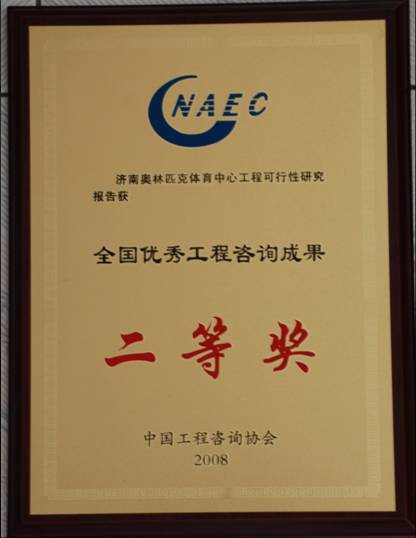 NAEC
济南奥林匹克体育中心工程可行性研究
报告获
全国优秀工程咨询成果
二等奖
中国工程咨询协会
2008